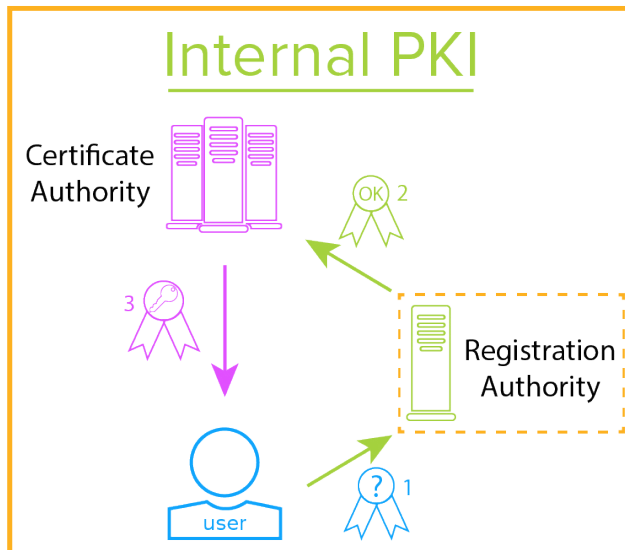 Internal PKI
Certificate
Authority
OK 2
3
Registration
Authority
? 1
user